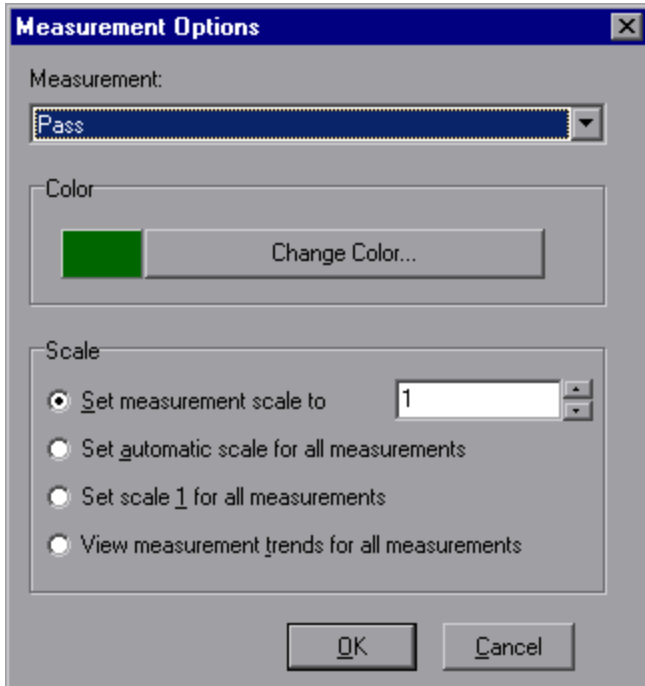 Measurement Options
Measurement:
Pass
Color
Change Color...
Scale
Set measurement scale to 1
Set automatic scale for all measurements
Set scale 1 for all measurements
View measurement trends for all measurements
OK Cancel